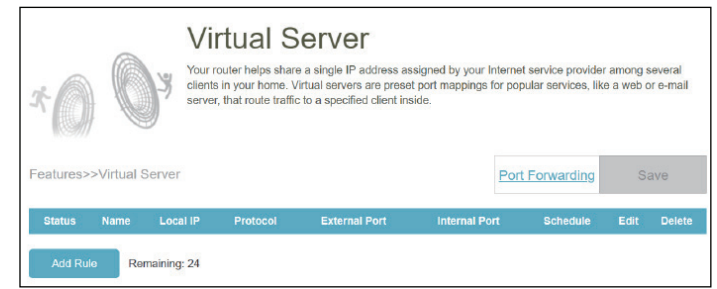 Virtual Server
Your router helps share a single IP address assigned by your Internet service provider among several
clients in your home. Virtual servers are preset port mappings for popular services, like a web or e-mail
server, that route traffic to a specified client inside.
Features>>Virtual Server
Port Forwarding
Save
Status Name Local IP Protocol External Port Internal Port Schedule Edit Delete
Add Rule Remaining: 24